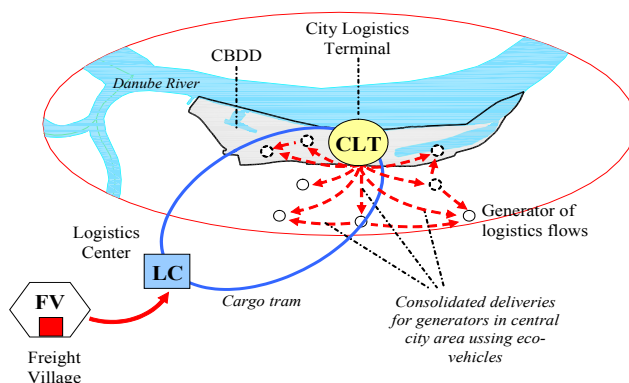 City Logistics
Terminal
CBDD
Danube River
CLT
Generator of
logistics flows
Logistics
Center
LC
Cargo tram
FV
Freight
Village
Consolidated deliveries
for generators in central
city area ussing eco-
vehicles